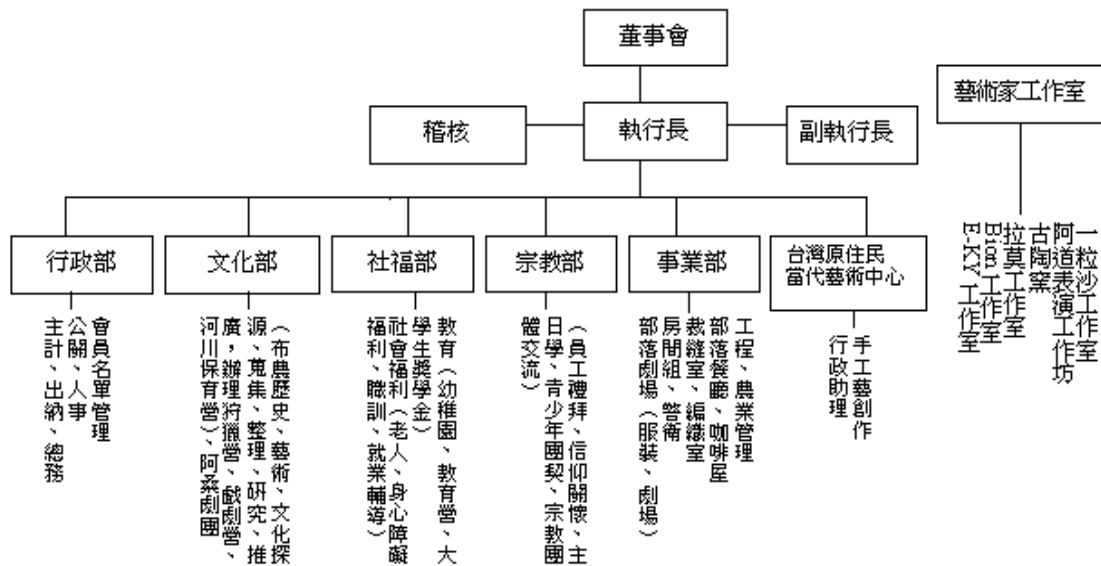 董事會
稽核
執行長
副執行長
藝術家工作室
一粒沙工作室
阿道表演工作坊
古陶窯
拉莫工作室
Bion 工作室
E-KY 工作室
行政部
文化部
社福部
宗教部
事業部
台灣原住民
當代藝術中心
會員名單管理
公關、人事
主計、出納、總務
（布農歷史、藝術、文化探
源、蒐集、整理、研究、推
廣，辦理狩獵營、戲劇營、
河川保育營）、阿桑劇團
教育（幼稚園、教育營、大
學生獎學金）
社會福利（老人、身心障礙
福利、職訓、就業輔導）
（員工禮拜、信仰關懷、主
日學、青少年團契、宗教團
體交流）
工程、農業管理
部落餐廳、咖啡屋
裁縫室、編織室
房間組、警衛
部落劇場（服裝、劇場）
手工藝創作
行政助理